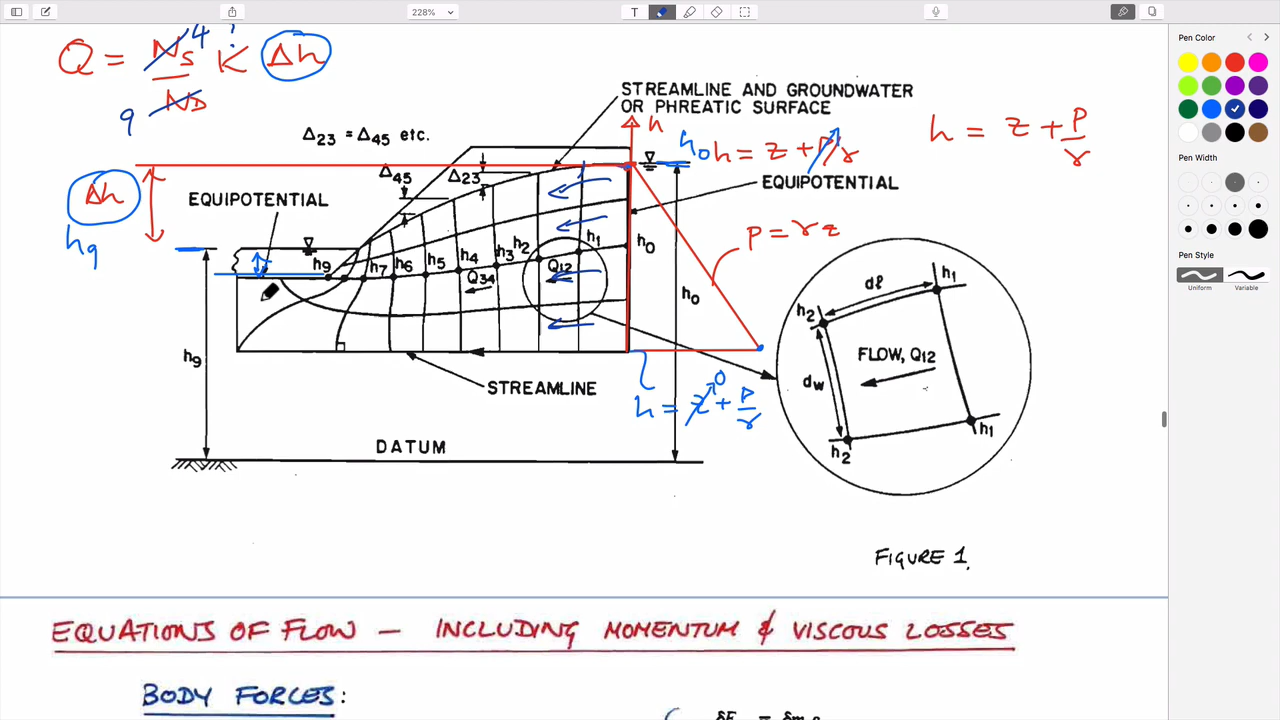 228%
T
Q = Ns/ND K Δh
4
?
9
STREAMLINE AND GROUNDWATER
OR PHREATIC SURFACE
h
h = z + P/γ
Δ23 = Δ45 etc.
h0 h = z + P/γ
Δ45
Δ23
EQUIPOTENTIAL
Δh
EQUIPOTENTIAL
h9
P = γz
h9
h7
h6
h5
h4
h3
h2
h1
h0
Q34
Q12
h0
h9
h = z + P/γ
0
STREAMLINE
DATUM
dℓ
h1
h2
FLOW, Q12
dw
h1
h2
FIGURE 1.
EQUATIONS OF FLOW – INCLUDING MOMENTUM & VISCOUS LOSSES
BODY FORCES:
Pen Color
Pen Width
Pen Style
Uniform
Variable